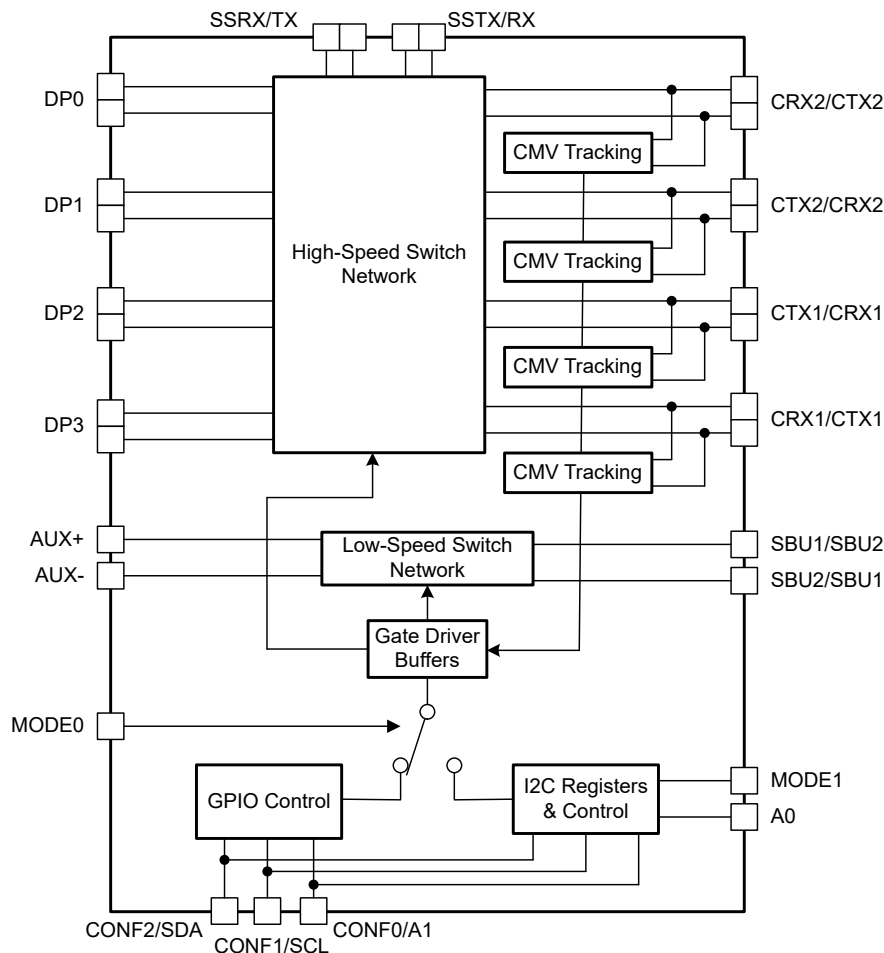 SSRX/TX
SSTX/RX
DP0
CRX2/CTX2
CMV Tracking
DP1
CTX2/CRX2
High-Speed Switch
Network
CMV Tracking
DP2
CTX1/CRX1
CMV Tracking
DP3
CRX1/CTX1
CMV Tracking
AUX+
Low-Speed Switch
Network
SBU1/SBU2
AUX-
SBU2/SBU1
Gate Driver
Buffers
MODE0
GPIO Control
I2C Registers
& Control
MODE1
A0
CONF2/SDA
CONF1/SCL
CONF0/A1